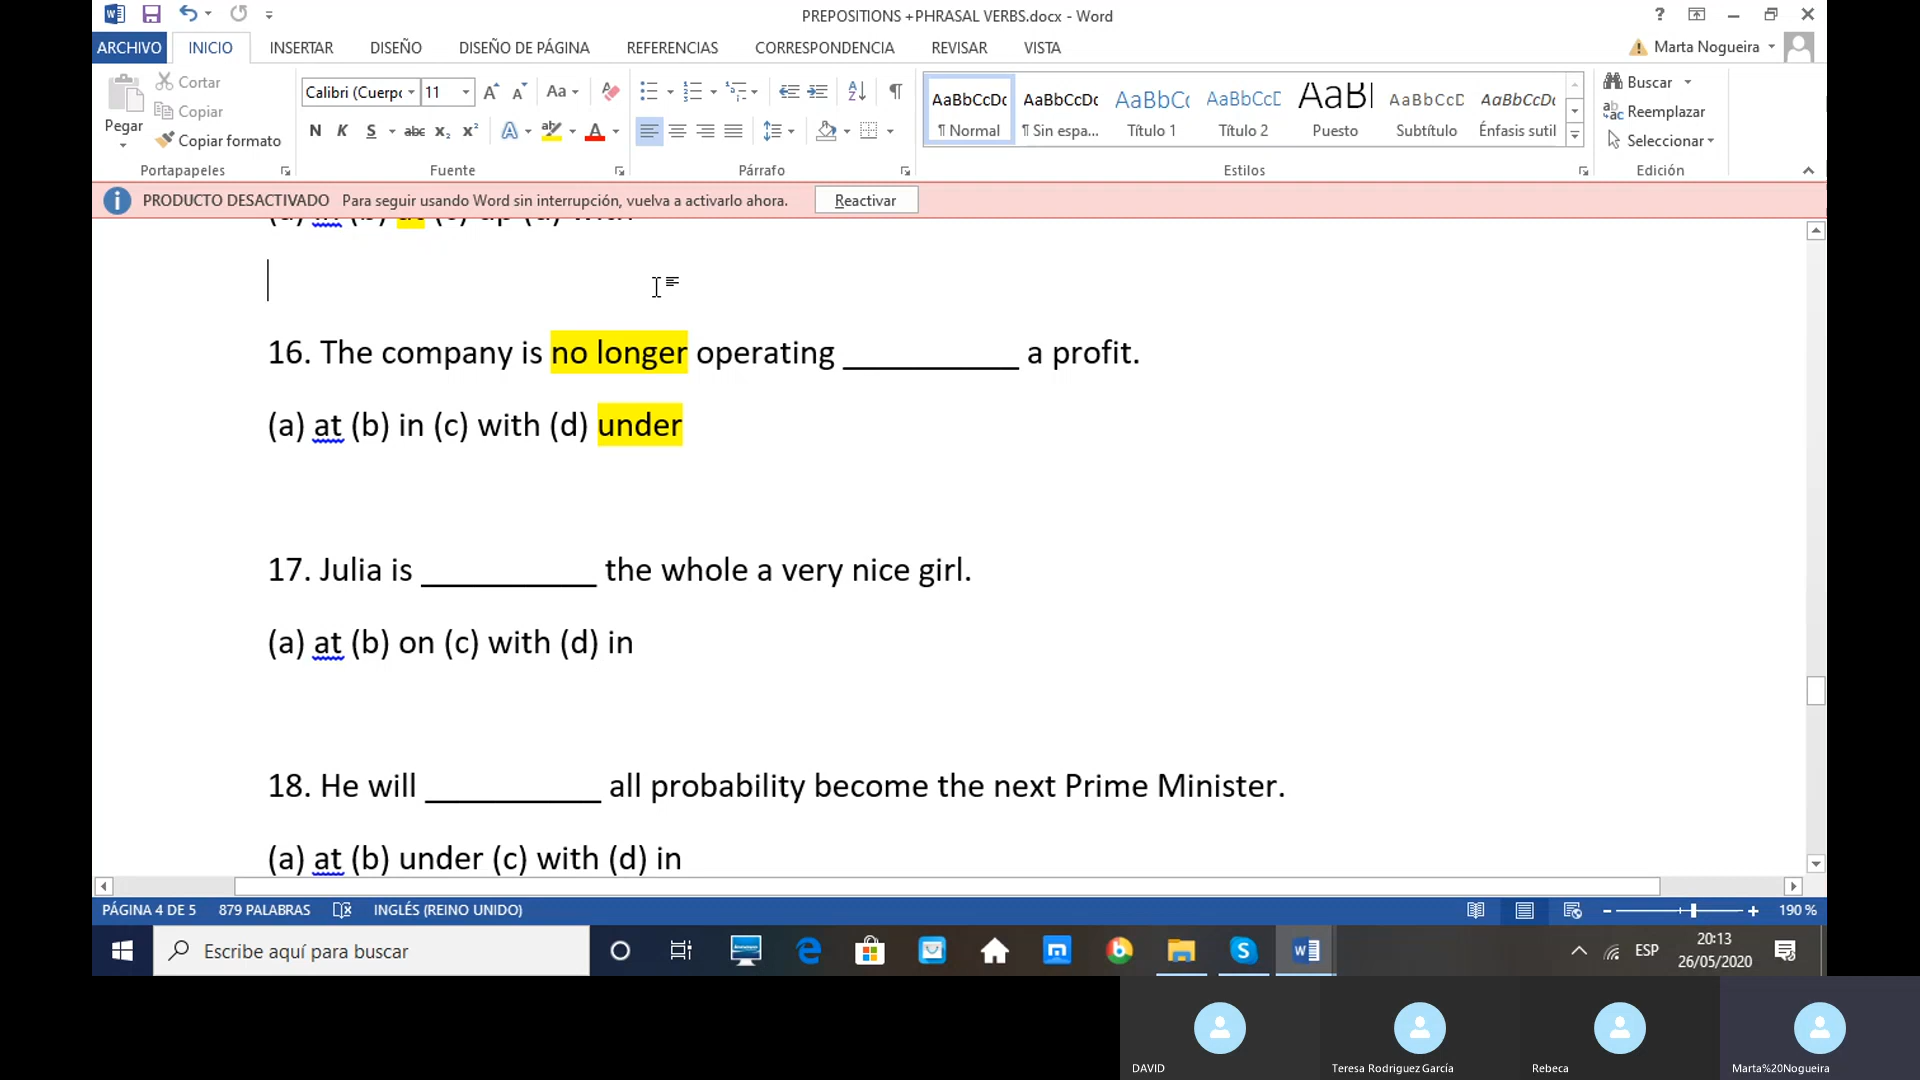 PREPOSITIONS +PHRASAL VERBS.docx - Word
?
ARCHIVO INICIO INSERTAR DISEÑO DISEÑO DE PÁGINA REFERENCIAS CORRESPONDENCIA REVISAR VISTA Marta Nogueira
Cortar
Copiar
Copiar formato
Pegar
Portapapeles
Calibri (Cuerpo 11
N K S abc x₂ x²
Fuente
Párrafo
AaBbCcDc AaBbCcDc AaBbCc AaBbCcD AaBl AaBbCcD AaBbCcDc
¶ Normal ¶ Sin espa... Título 1 Título 2 Puesto Subtítulo Énfasis sutil
Estilos
Buscar
Reemplazar
Seleccionar
Edición
PRODUCTO DESACTIVADO Para seguir usando Word sin interrupción, vuelva a activarlo ahora. Reactivar
16. The company is no longer operating __________ a profit.
(a) at (b) in (c) with (d) under
17. Julia is __________ the whole a very nice girl.
(a) at (b) on (c) with (d) in
18. He will __________ all probability become the next Prime Minister.
(a) at (b) under (c) with (d) in
PÁGINA 4 DE 5 879 PALABRAS INGLÉS (REINO UNIDO) 190 %
Escribe aquí para buscar
ESP
20:13
26/05/2020
DAVID
Teresa Rodriguez García
Rebeca
Marta%20Nogueira